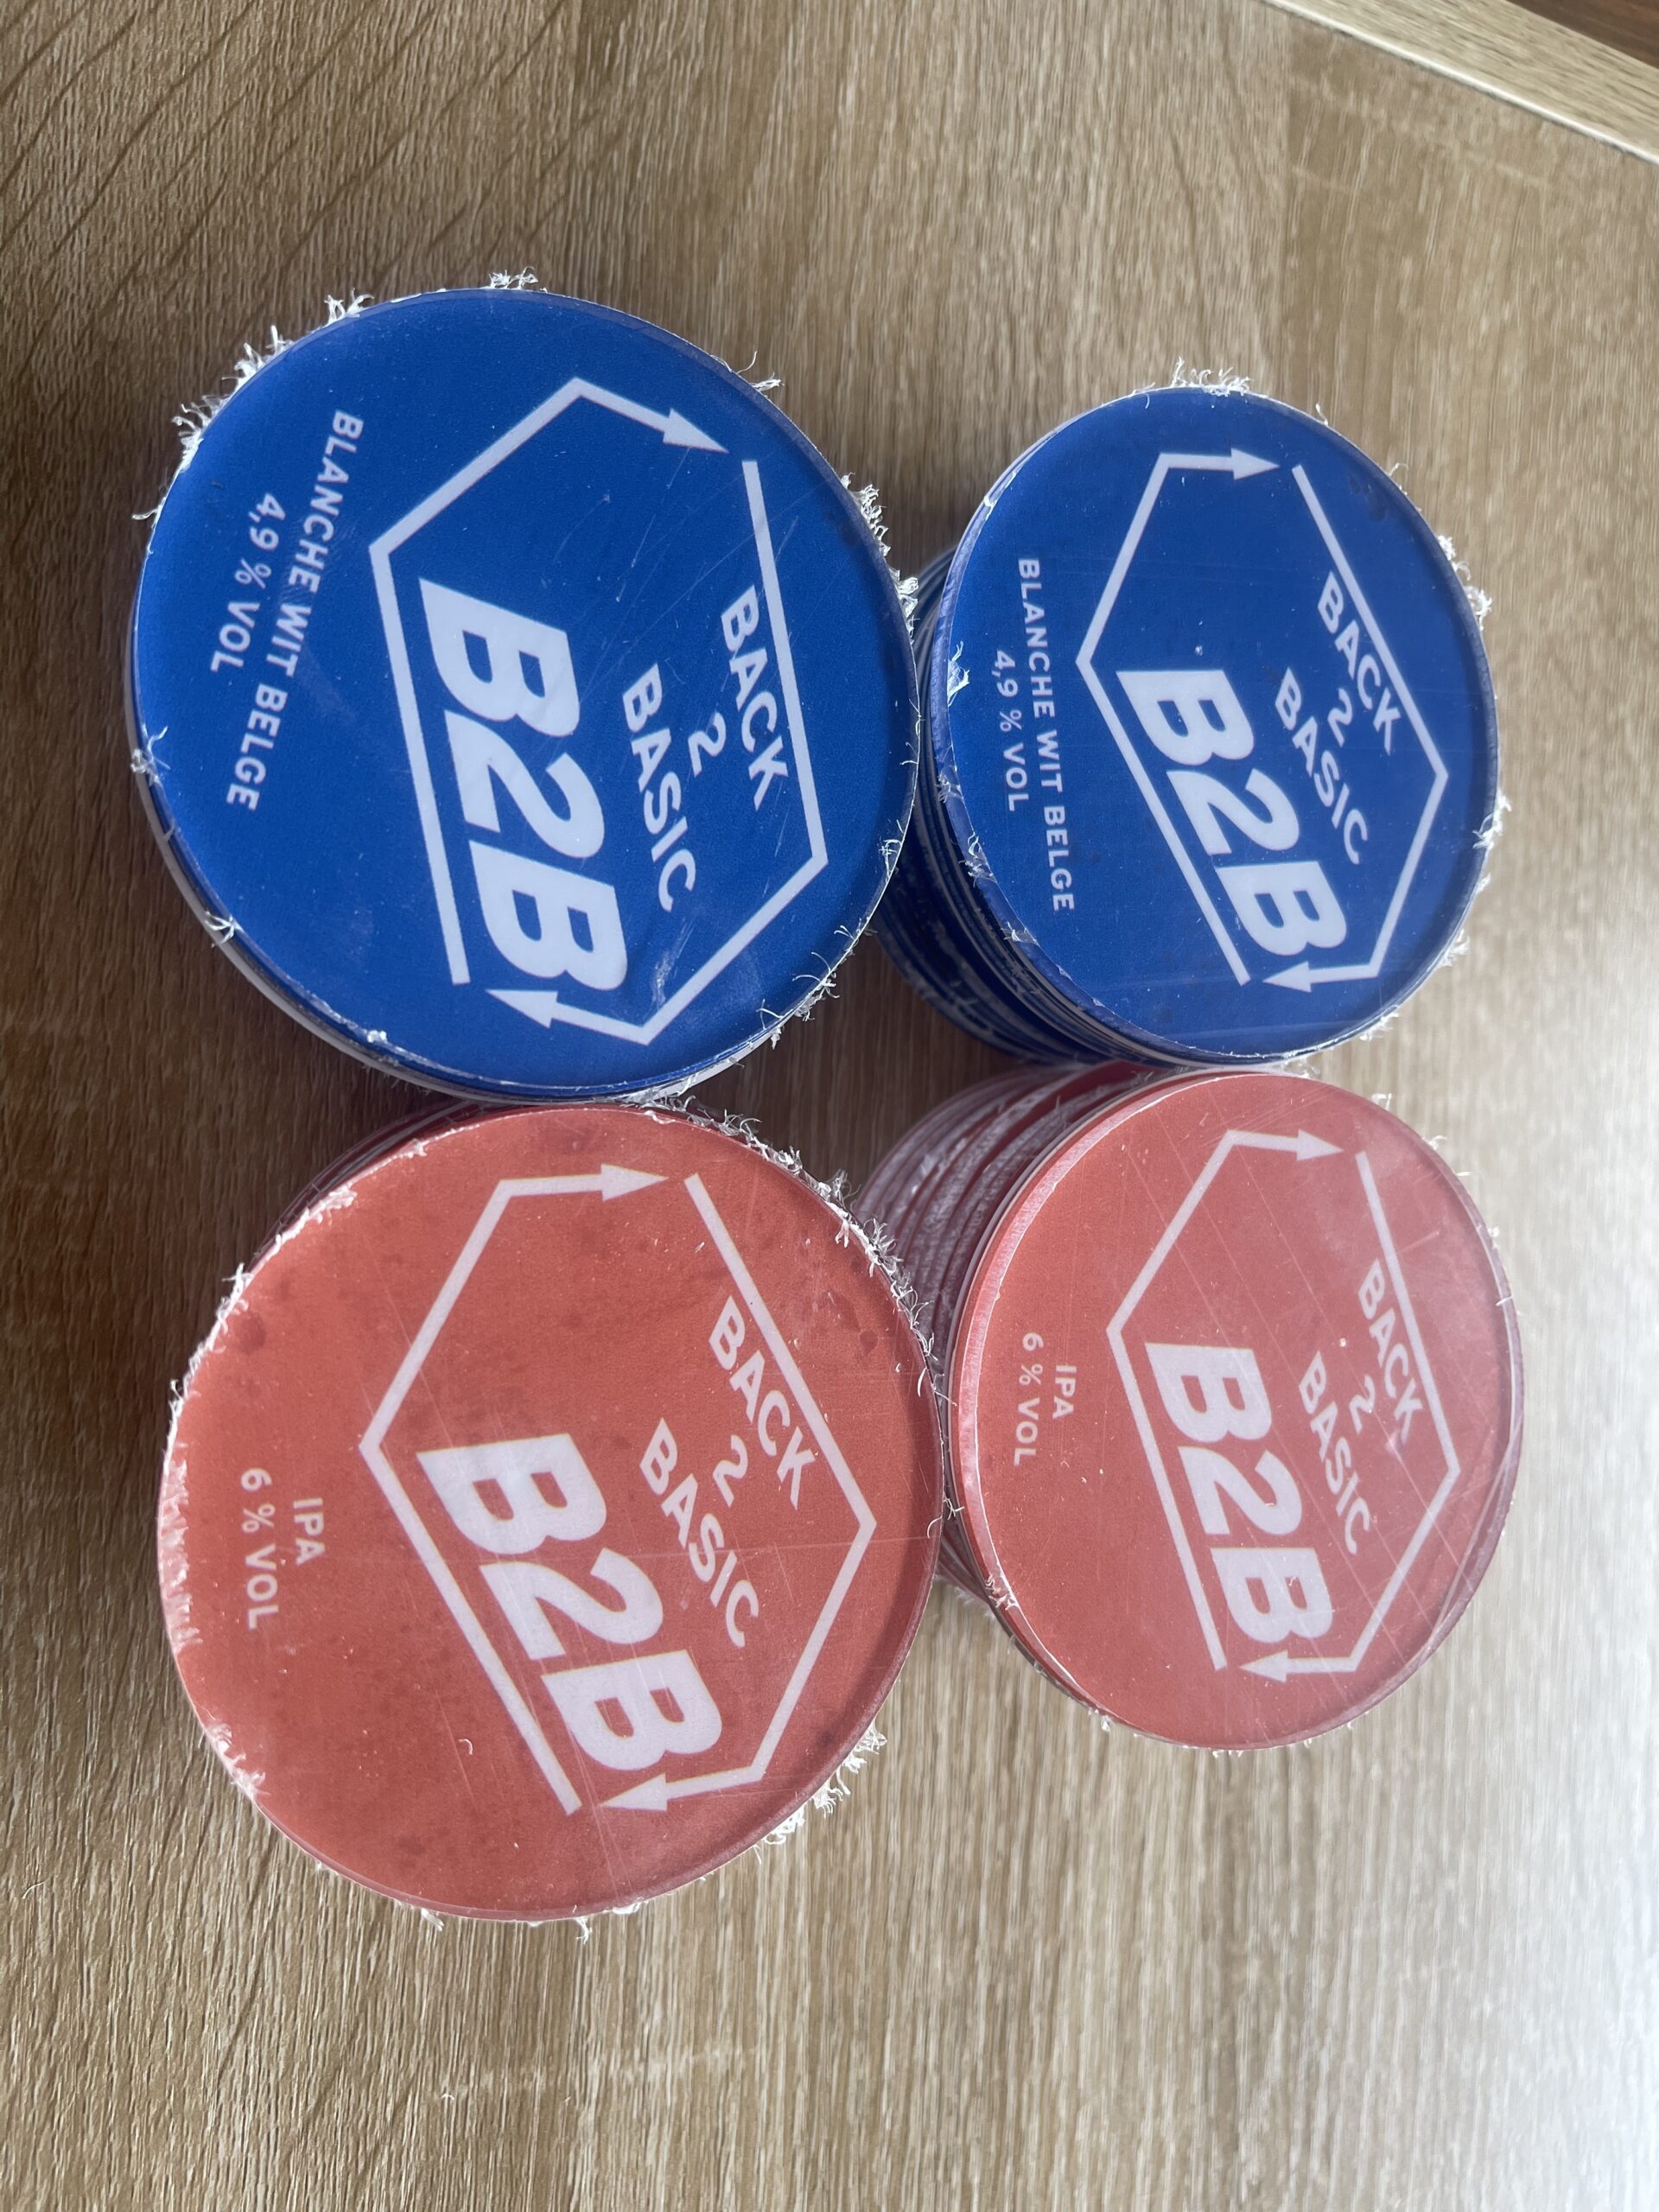 BACK
2
BASIC
B2B
BLANCHE WIT BELGE
4,9 % VOL
BACK
2
BASIC
B2B
BLANCHE WIT BELGE
4,9 % VOL
BACK
2
BASIC
B2B
IPA
6 % VOL
BACK
2
BASIC
B2B
IPA
6 % VOL